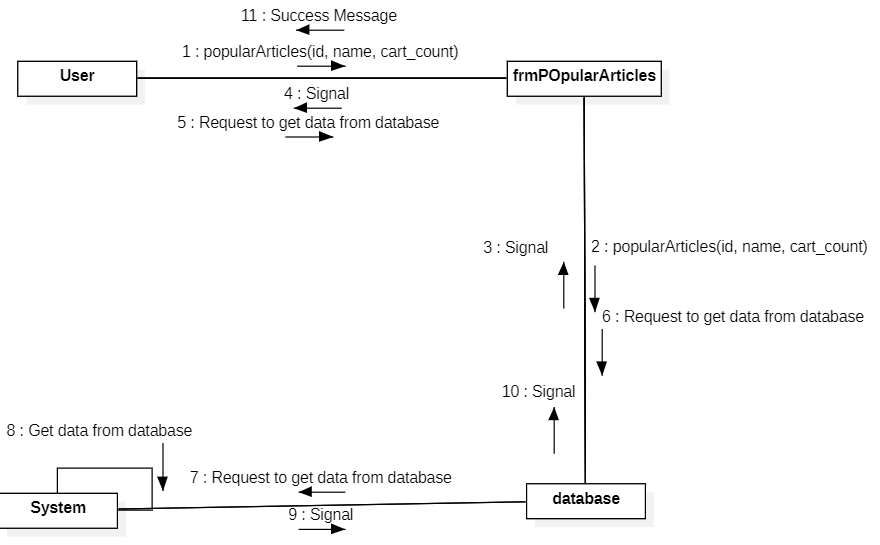 11 : Success Message
1 : popularArticles(id, name, cart_count)
User
frmPOpularArticles
4 : Signal
5 : Request to get data from database
3 : Signal
2 : popularArticles(id, name, cart_count)
6 : Request to get data from database
10 : Signal
8 : Get data from database
7 : Request to get data from database
System
database
9 : Signal